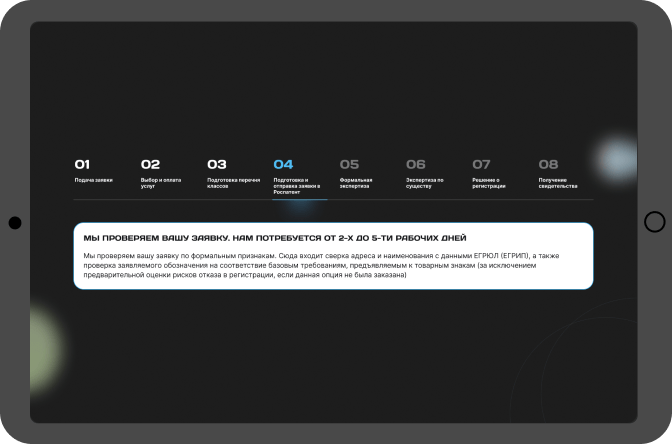 01 02 03 04 05 06 07 08
Подача заявки
Выбор и оплата
услуг
Подготовка перечня
классов
Подготовка и
отправка заявки в
Роспатент
Формальная
экспертиза
Экспертиза по
существу
Решение о
регистрации
Получение
свидетельства
МЫ ПРОВЕРЯЕМ ВАШУ ЗАЯВКУ. НАМ ПОТРЕБУЕТСЯ ОТ 2-Х ДО 5-ТИ РАБОЧИХ ДНЕЙ
Мы проверяем вашу заявку по формальным признакам. Сюда входит сверка адреса и наименования с данными ЕГРЮЛ (ЕГРИП), а также
проверка заявляемого обозначения на соответствие базовым требованиям, предъявляемым к товарным знакам (за исключением
предварительной оценки рисков отказа в регистрации, если данная опция не была заказана)